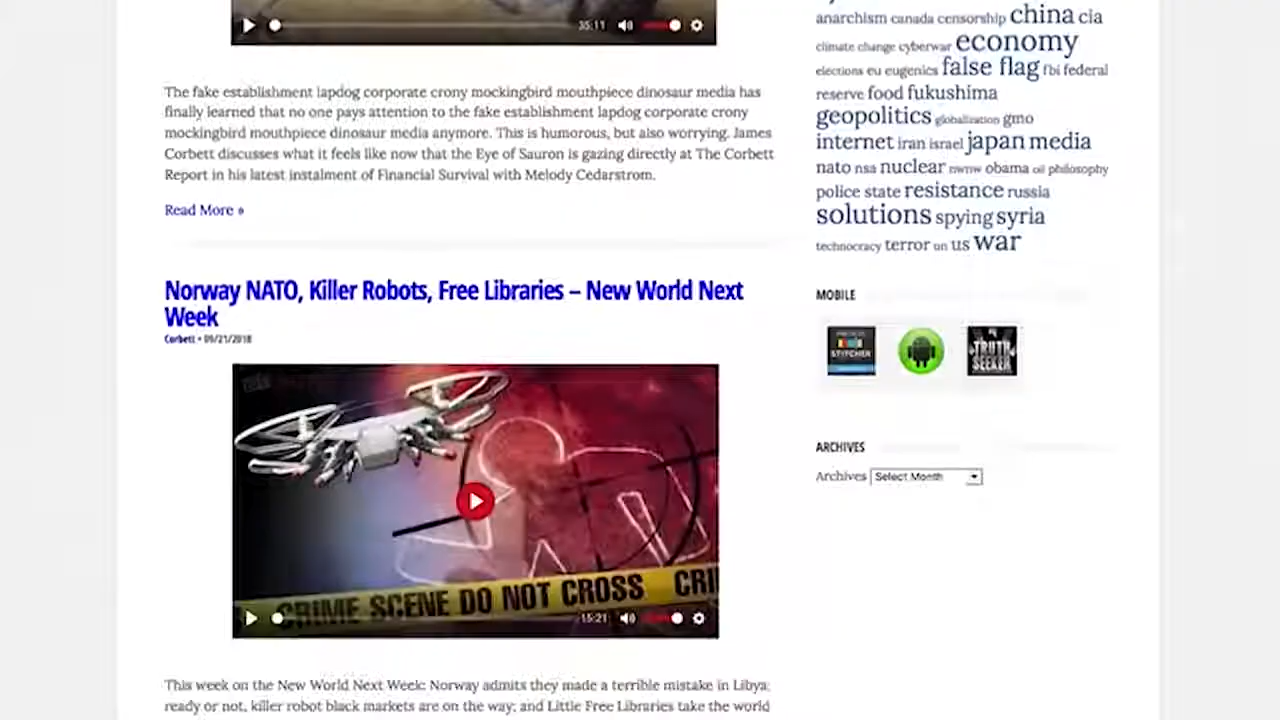 35:11
The fake establishment lapdog corporate crony mockingbird mouthpiece dinosaur media has
finally learned that no one pays attention to the fake establishment lapdog corporate crony
mockingbird mouthpiece dinosaur media anymore. This is humorous, but also worrying. James
Corbett discusses what it feels like now that the Eye of Sauron is gazing directly at The Corbett
Report in his latest instalment of Financial Survival with Melody Cedarstrom.
Read More »
Norway NATO, Killer Robots, Free Libraries – New World Next
Week
Corbett • 09/21/2018
CRIME SCENE DO NOT CROSS CRI
15:21
This week on the New World Next Week: Norway admits they made a terrible mistake in Libya;
ready or not, killer robot black markets are on the way; and Little Free Libraries take the world
anarchism canada censorship china cia
climate change cyberwar economy
elections eu eugenics false flag fbi federal
reserve food fukushima
geopolitics globalization gmo
internet iran israel japan media
nato nsa nuclear nwnw obama oil philosophy
police state resistance russia
solutions spying syria
technocracy terror un us war
MOBILE
STITCHER
TRUTH
SEEKER
ARCHIVES
Archives Select Month